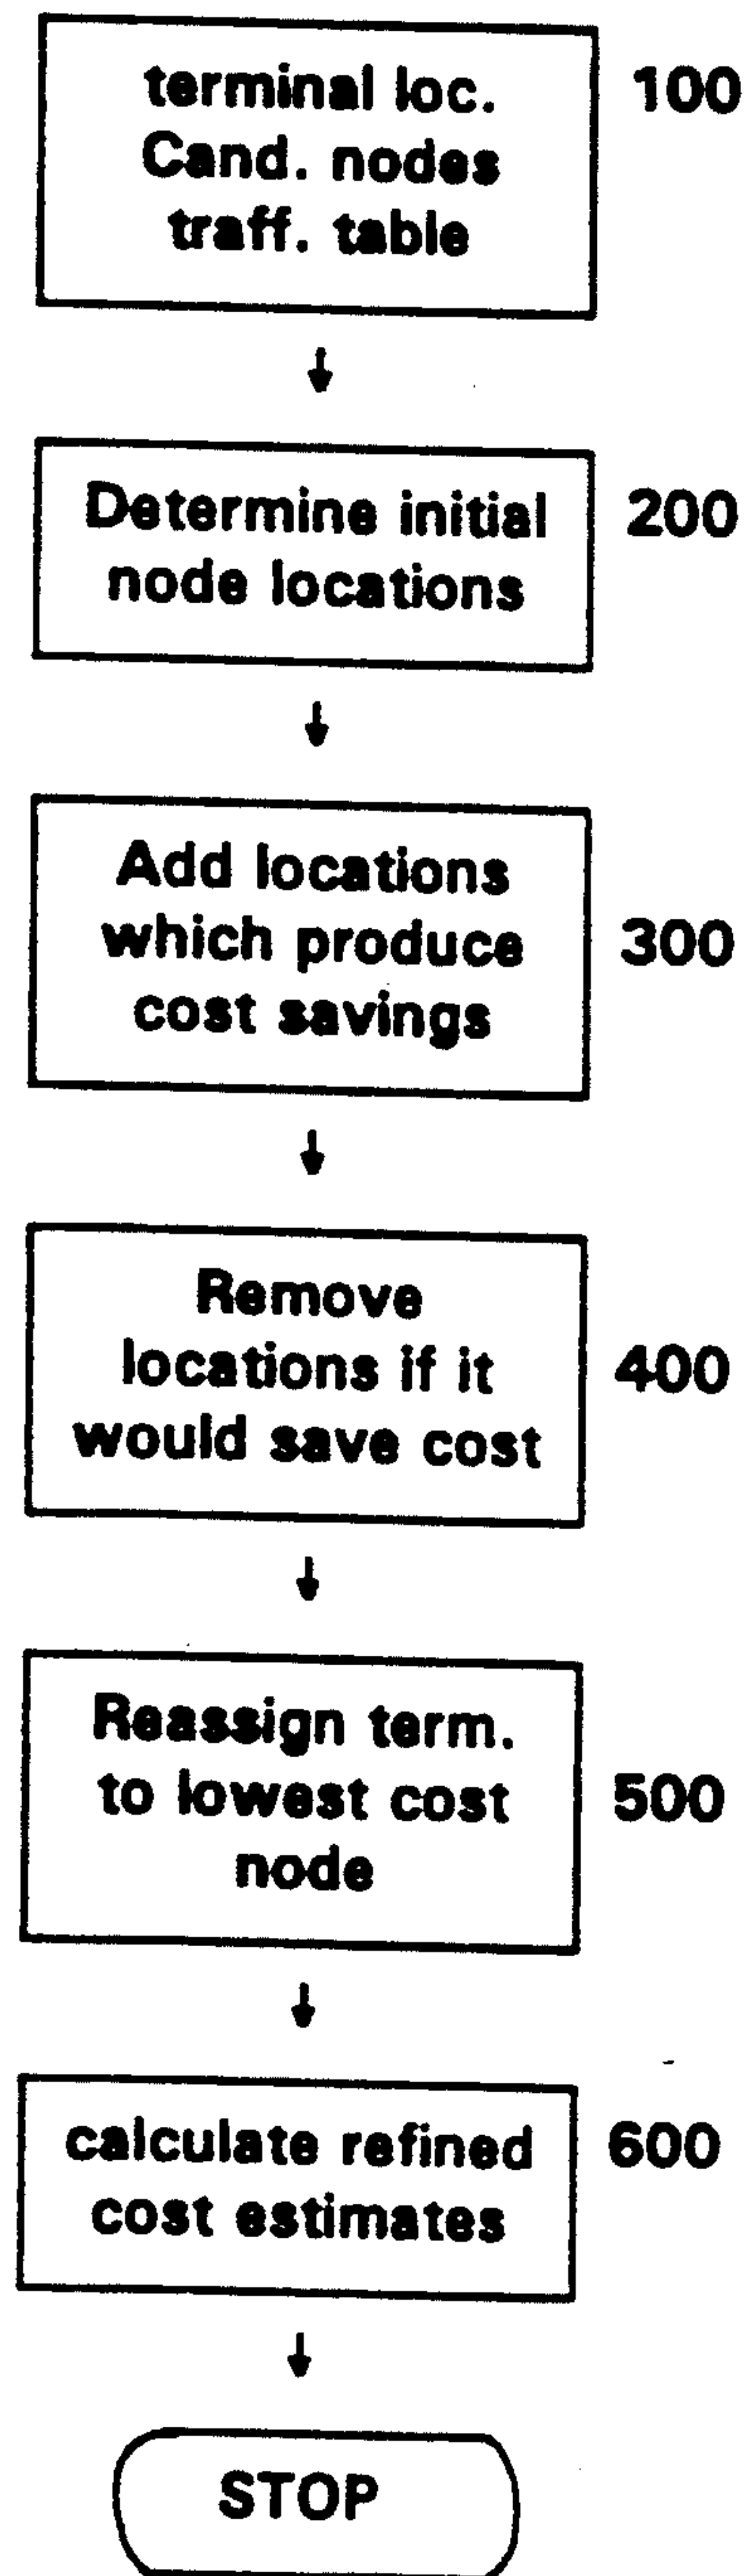 terminal loc.
Cand. nodes
traff. table
100
Determine initial
node locations
200
Add locations
which produce
cost savings
300
Remove
locations if it
would save cost
400
Reassign term.
to lowest cost
node
500
calculate refined
cost estimates
600
STOP